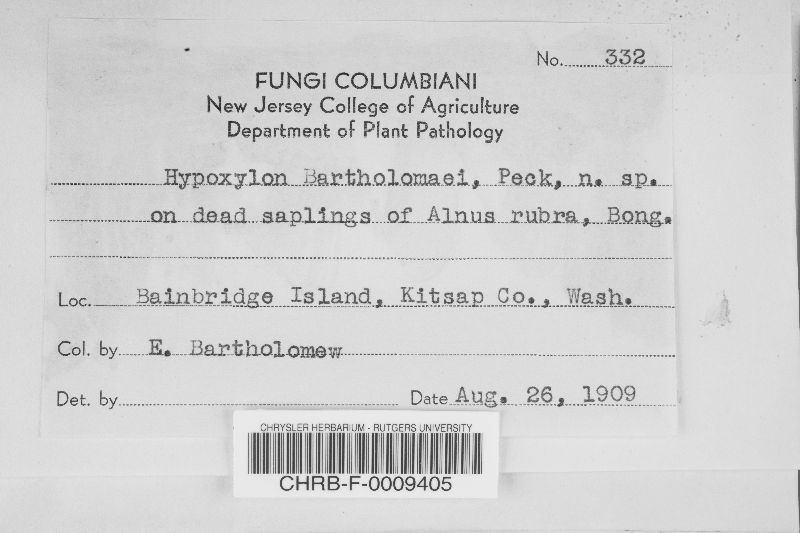 No. 332
FUNGI COLUMBIANI
New Jersey College of Agriculture
Department of Plant Pathology
Hypoxylon Bartholomaei, Peck, n. sp.
on dead saplings of Alnus rubra, Bong.
Loc. Bainbridge Island, Kitsap Co., Wash.
Col. by E. Bartholomew
Det. by Date Aug. 26, 1909
CHRYSLER HERBARIUM - RUTGERS UNIVERSITY
CHRB-F-0009405